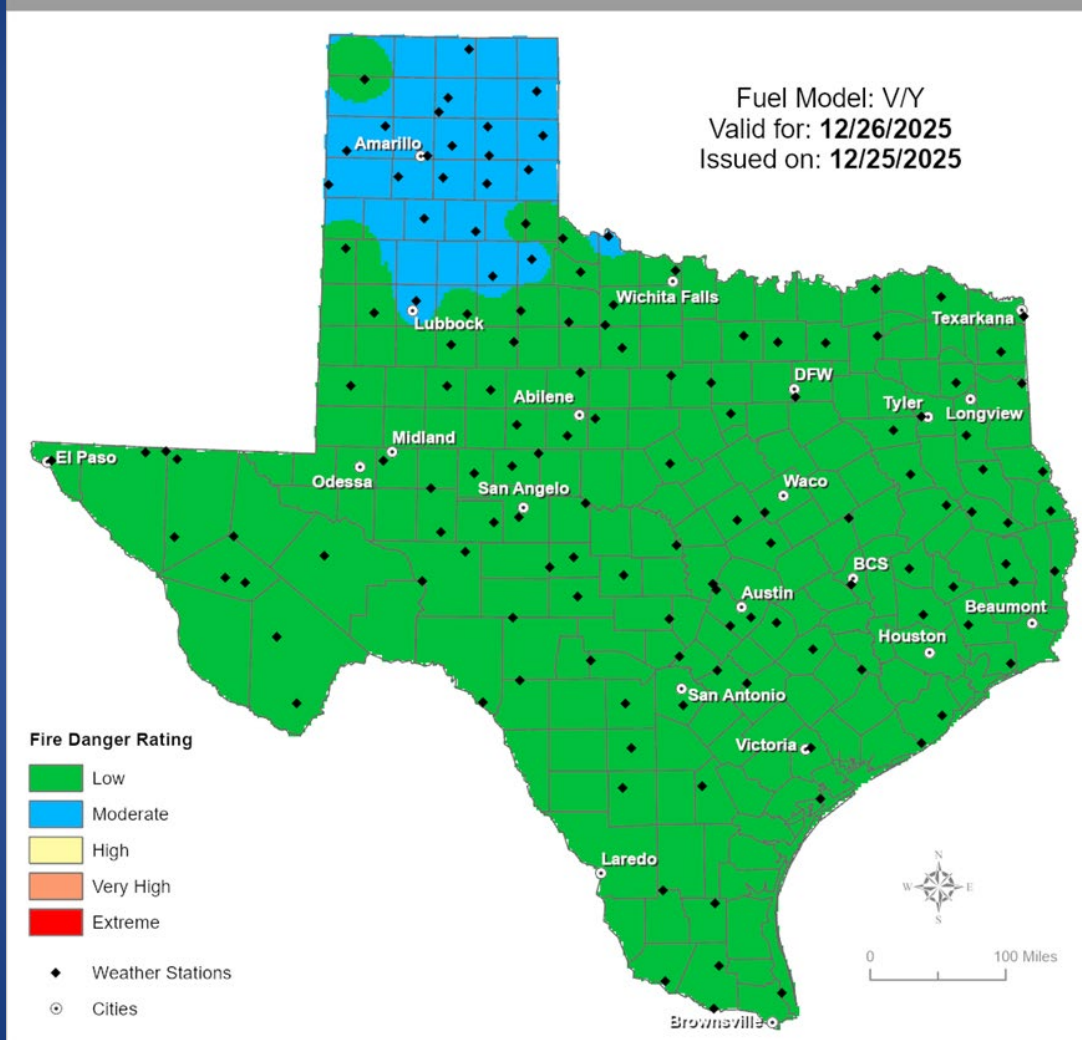 Fuel Model: V/Y
Valid for: 12/26/2025
Issued on: 12/25/2025
Amarillo
Wichita Falls
Lubbock
Texarkana
DFW
Abilene
Tyler
Longview
Midland
El Paso
Odessa
San Angelo
Waco
BCS
Austin
Beaumont
Houston
San Antonio
Victoria
Laredo
Brownsville
Fire Danger Rating
Low
Moderate
High
Very High
Extreme
Weather Stations
Cities
N
W E
S
0 100 Miles